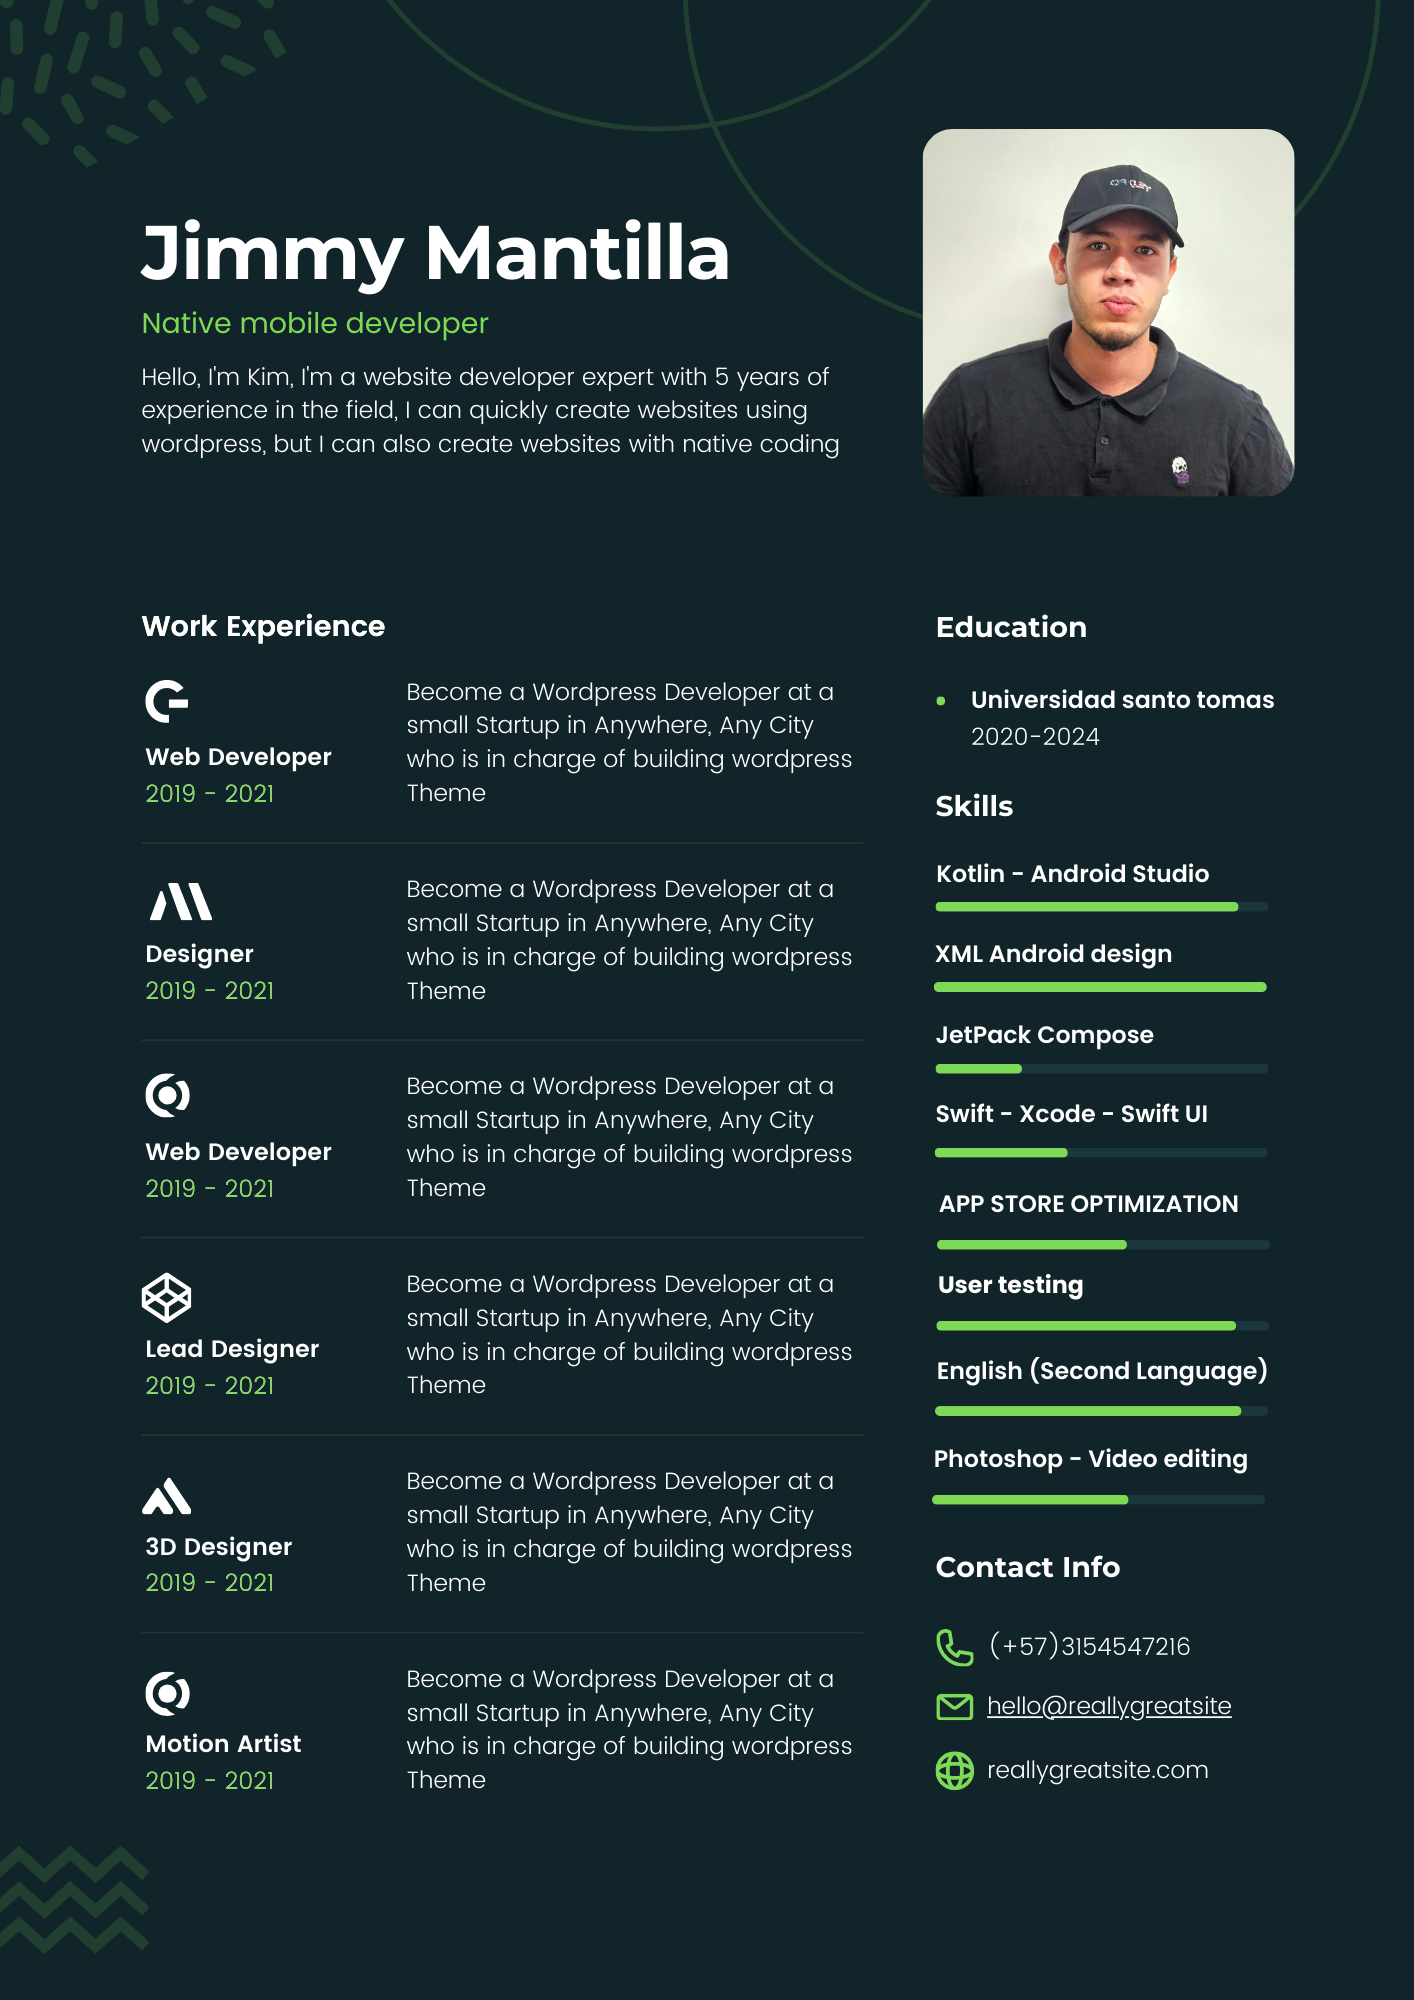 Jimmy Mantilla
Native mobile developer
Hello, I'm Kim, I'm a website developer expert with 5 years of
experience in the field, I can quickly create websites using
wordpress, but I can also create websites with native coding
Work Experience
Web Developer
2019 - 2021
Become a Wordpress Developer at a
small Startup in Anywhere, Any City
who is in charge of building wordpress
Theme
Designer
2019 - 2021
Become a Wordpress Developer at a
small Startup in Anywhere, Any City
who is in charge of building wordpress
Theme
Web Developer
2019 - 2021
Become a Wordpress Developer at a
small Startup in Anywhere, Any City
who is in charge of building wordpress
Theme
Lead Designer
2019 - 2021
Become a Wordpress Developer at a
small Startup in Anywhere, Any City
who is in charge of building wordpress
Theme
3D Designer
2019 - 2021
Become a Wordpress Developer at a
small Startup in Anywhere, Any City
who is in charge of building wordpress
Theme
Motion Artist
2019 - 2021
Become a Wordpress Developer at a
small Startup in Anywhere, Any City
who is in charge of building wordpress
Theme
Education
Universidad santo tomas
2020-2024
Skills
Kotlin - Android Studio
XML Android design
JetPack Compose
Swift - Xcode - Swift UI
APP STORE OPTIMIZATION
User testing
English (Second Language)
Photoshop - Video editing
Contact Info
(+57)3154547216
hello@reallygreatsite
reallygreatsite.com